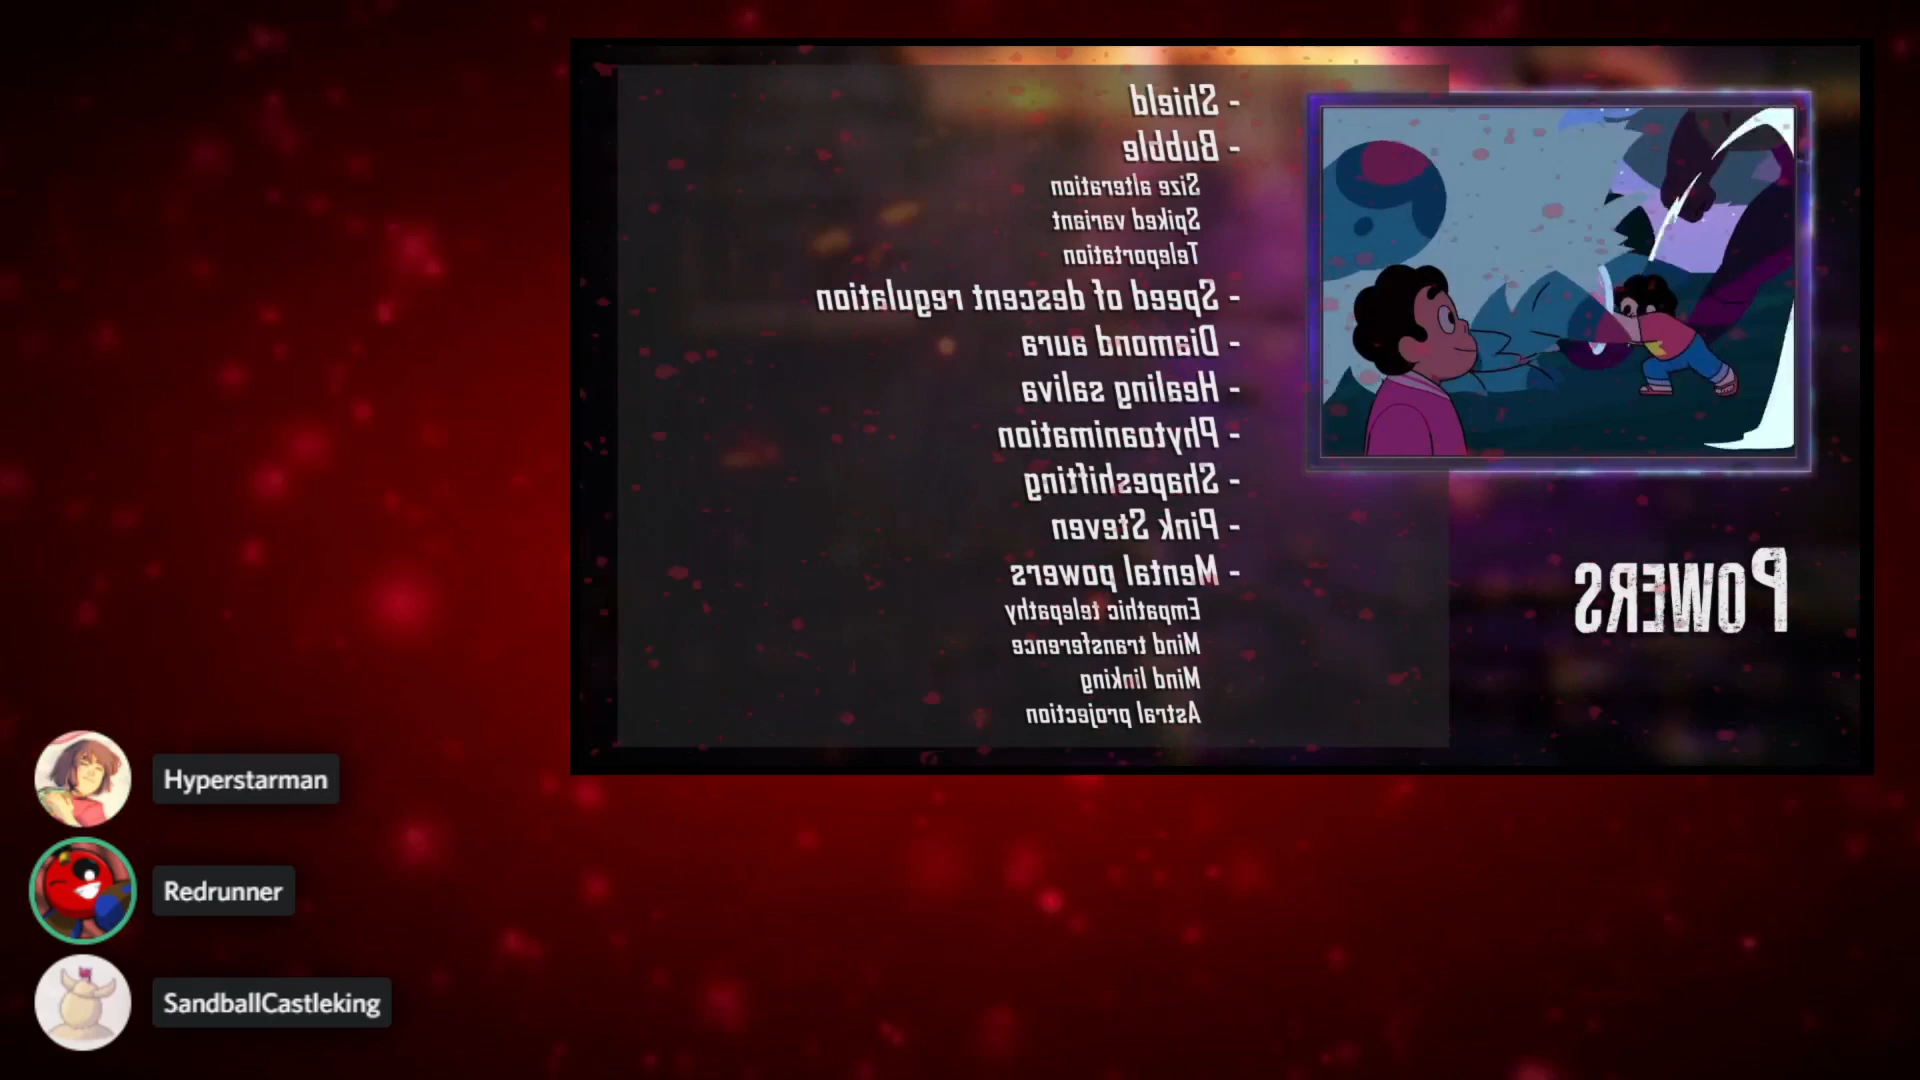 - Shield
- Bubble
Size alteration
Spiked variant
Teleportation
- Speed of descent regulation
- Diamond aura
- Healing saliva
- Phytoanimation
- Shapeshifting
- Pink Steven
- Mental powers
Empathic telepathy
Mind transference
Mind linking
Astral projection
Powers
Hyperstarman
Redrunner
SandballCastleking